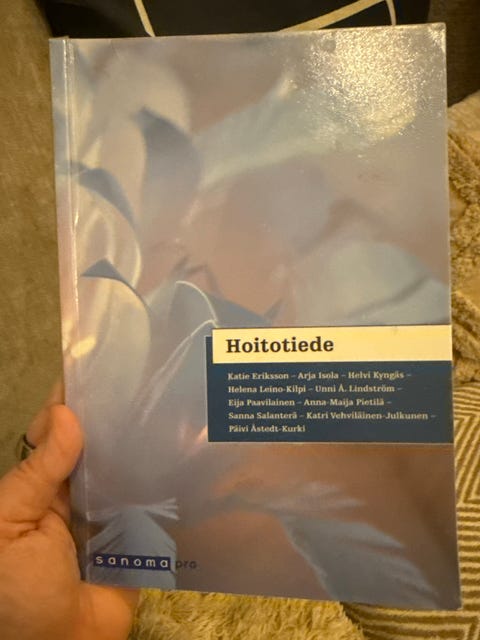 Hoitotiede
Katie Eriksson – Arja Isola – Helvi Kyngäs –
Helena Leino-Kilpi – Unni Å. Lindström –
Eija Paavilainen – Anna-Maija Pietilä –
Sanna Salanterä – Katri Vehviläinen-Julkunen –
Päivi Åstedt-Kurki
sanoma pro